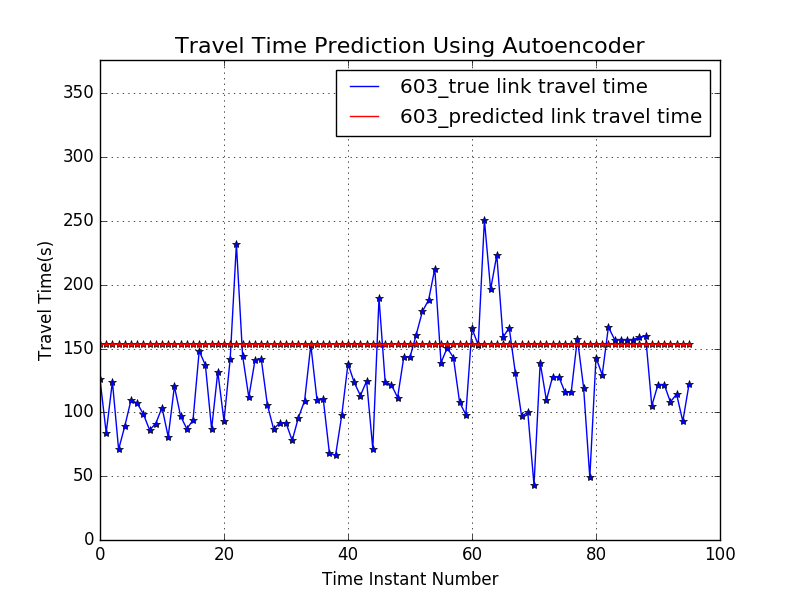 Travel Time Prediction Using Autoencoder
603_true link travel time
603_predicted link travel time
350
300
250
200
150
100
50
0
Travel Time(s)
0 20 40 60 80 100
Time Instant Number